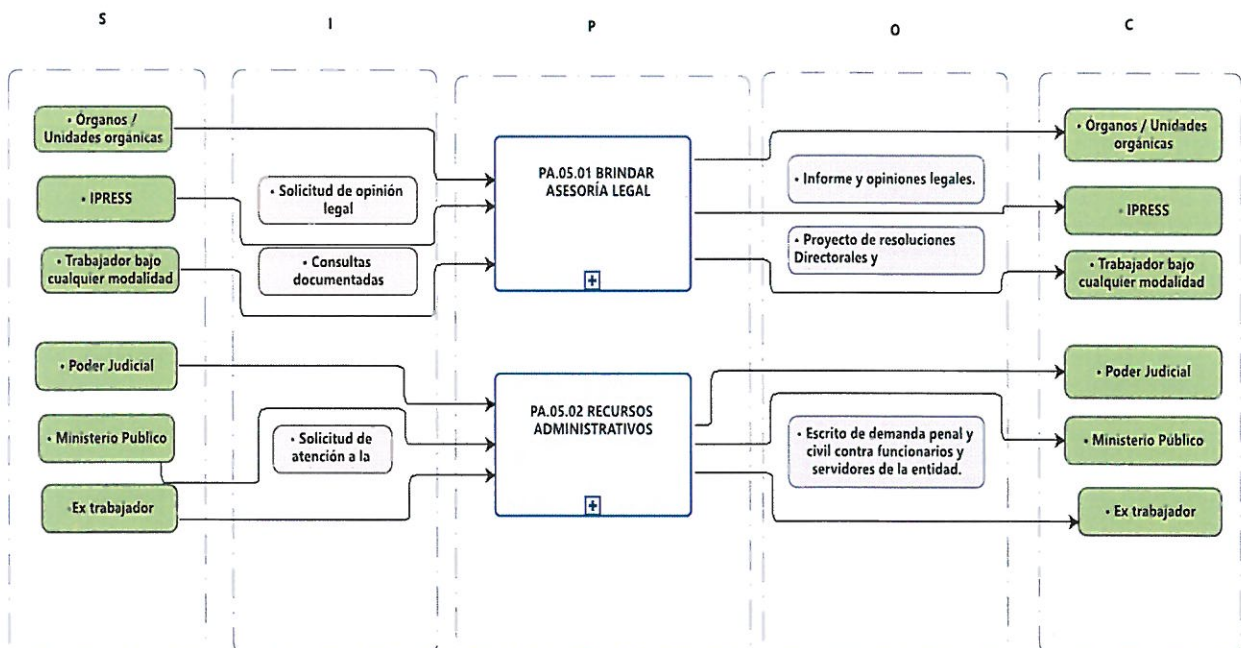 S
I
P
O
C
• Órganos /
Unidades orgánicas
• IPRESS
• Trabajador bajo
cualquier modalidad
• Poder Judicial
• Ministerio Publico
•Ex trabajador
• Solicitud de opinión
legal
• Consultas
documentadas
• Solicitud de
atención a la
PA.05.01 BRINDAR
ASESORÍA LEGAL
+
PA.05.02 RECURSOS
ADMINISTRATIVOS
+
• Informe y opiniones legales.
• Proyecto de resoluciones
Directorales y
• Escrito de demanda penal y
civil contra funcionarios y
servidores de la entidad.
• Órganos / Unidades
orgánicas
• IPRESS
• Trabajador bajo
cualquier modalidad
• Poder Judicial
• Ministerio Público
• Ex trabajador